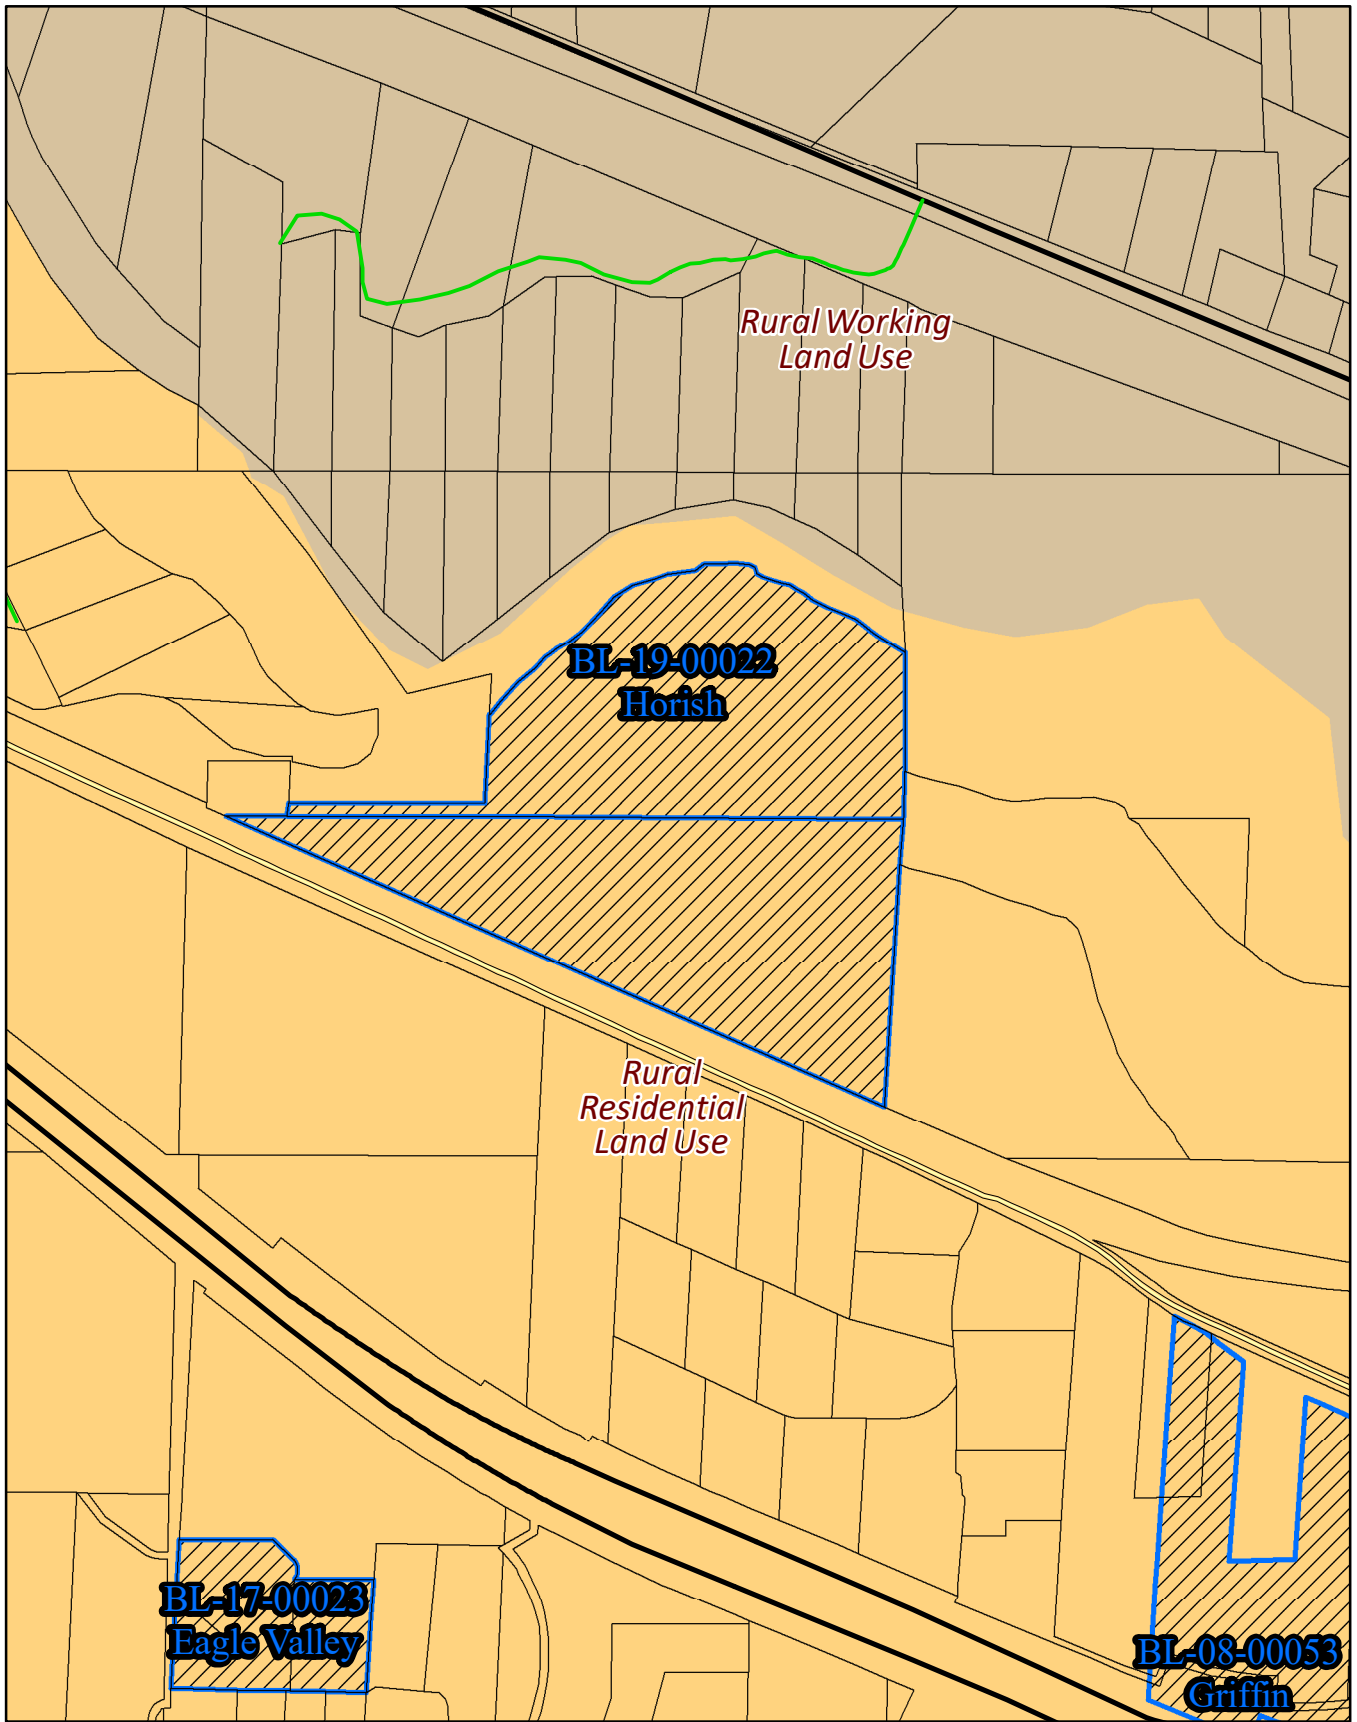 Rural Working
Land Use
BL-19-00022
Horish
Rural
Residential
Land Use
BL-17-00023
Eagle Valley
BL-08-00053
Griffin